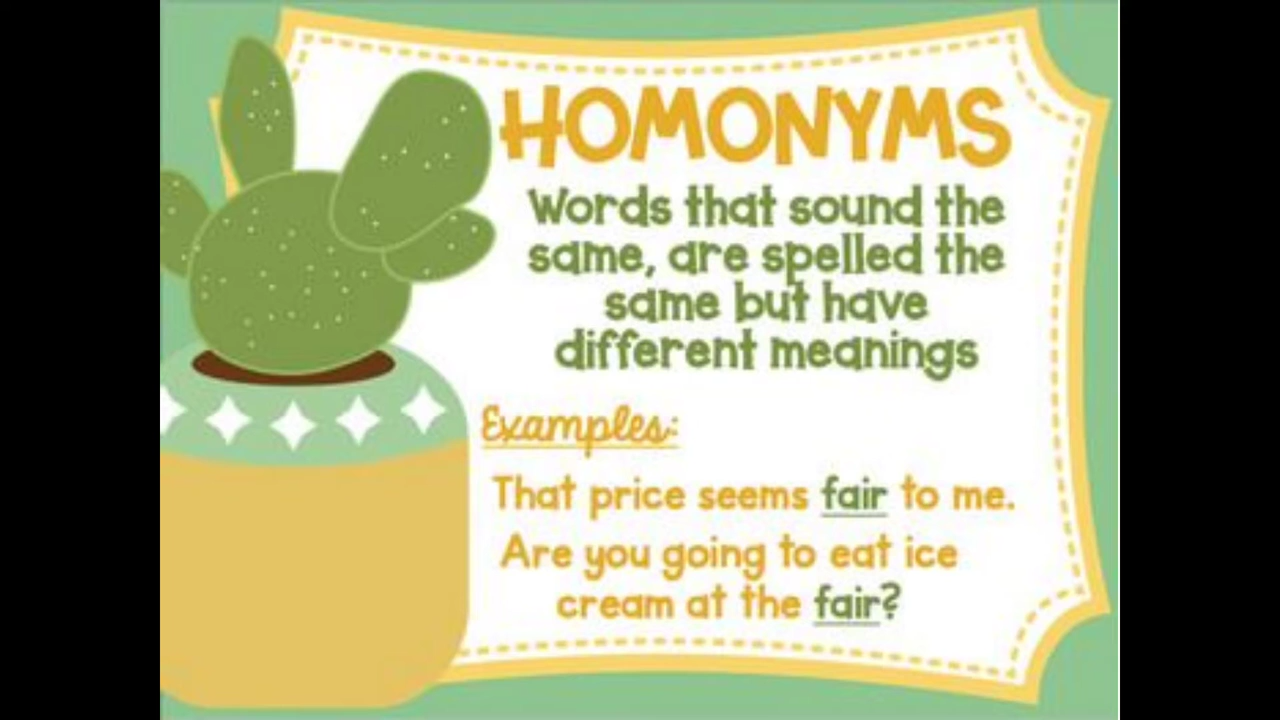 HOMONYMS
Words that sound the
same, are spelled the
same but have
different meanings
Examples:
That price seems fair to me.
Are you going to eat ice
cream at the fair?